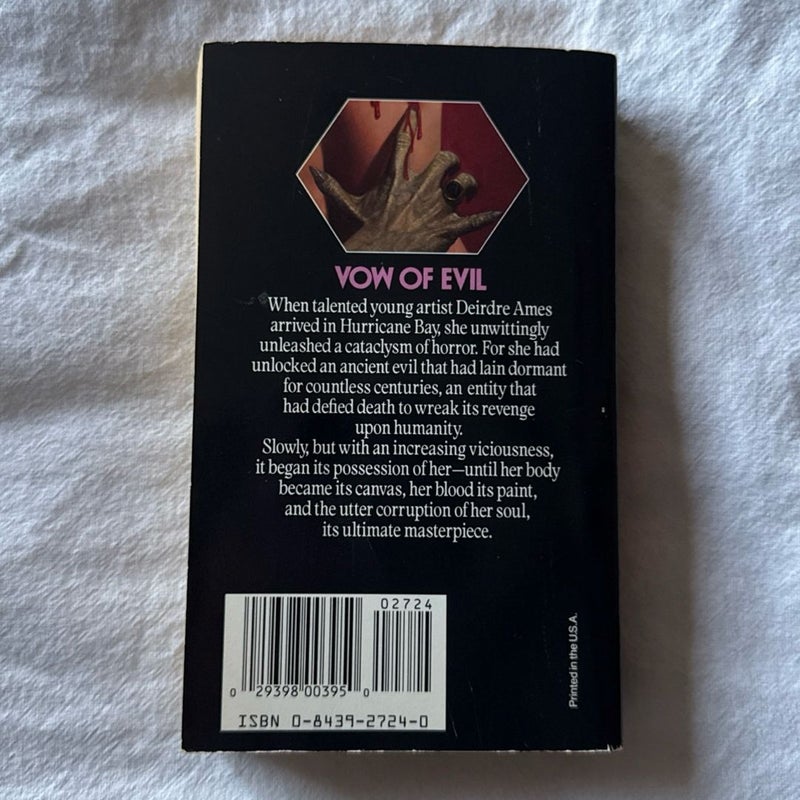 VOW OF EVIL
When talented young artist Deirdre Ames
arrived in Hurricane Bay, she unwittingly
unleashed a cataclysm of horror. For she had
unlocked an ancient evil that had lain dormant
for countless centuries, an entity that
had defied death to wreak its revenge
upon humanity.
Slowly, but with an increasing viciousness,
it began its possession of her—until her body
became its canvas, her blood its paint,
and the utter corruption of her soul,
its ultimate masterpiece.
02724
0 29398 00395 0
ISBN 0-8439-2724-0
Printed in the U.S.A.